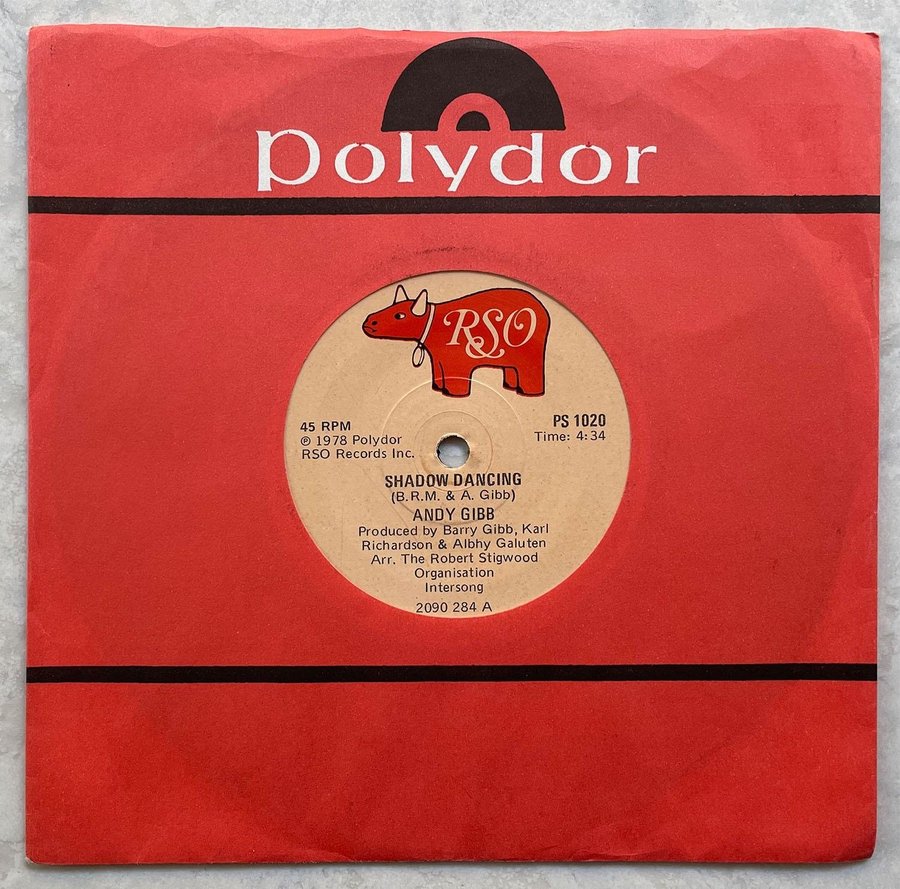 Polydor
RSO
45 RPM
℗ 1978 Polydor
RSO Records Inc.
PS 1020
Time: 4:34
SHADOW DANCING
(B.R.M. & A. Gibb)
ANDY GIBB
Produced by Barry Gibb, Karl
Richardson & Albhy Galuten
Arr. The Robert Stigwood
Organisation
Intersong
2090 284 A